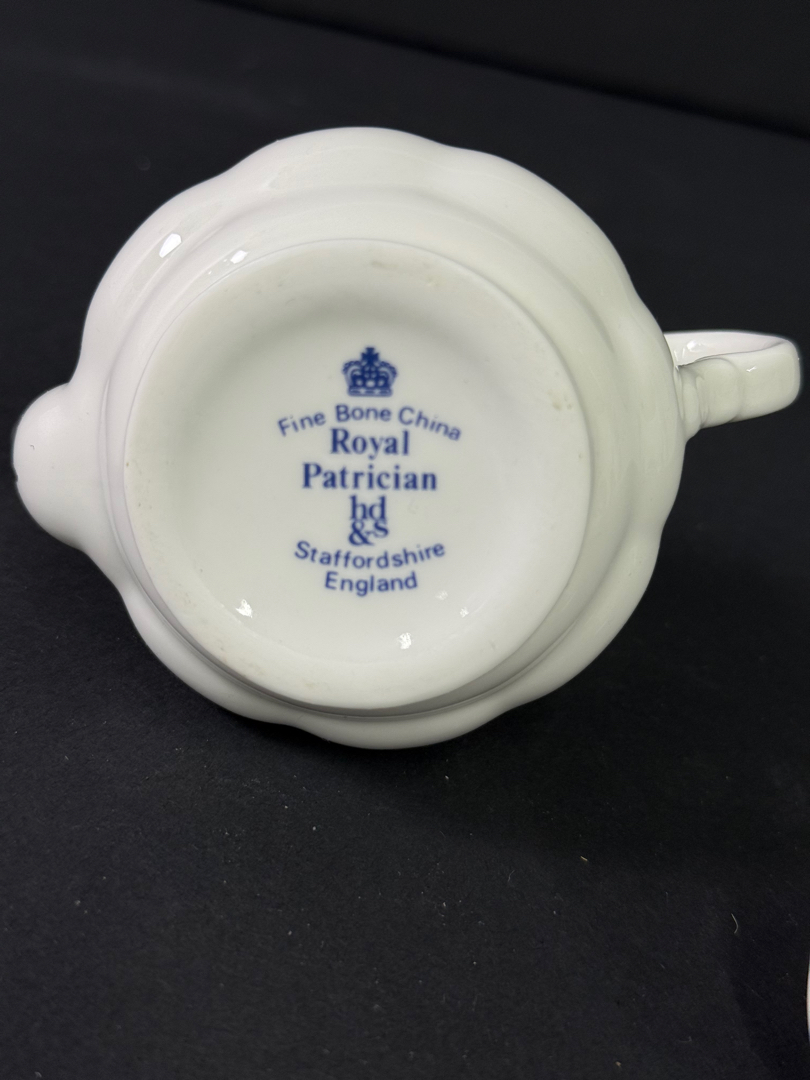 Fine Bone China
Royal
Patrician
hd
&s
Staffordshire
England